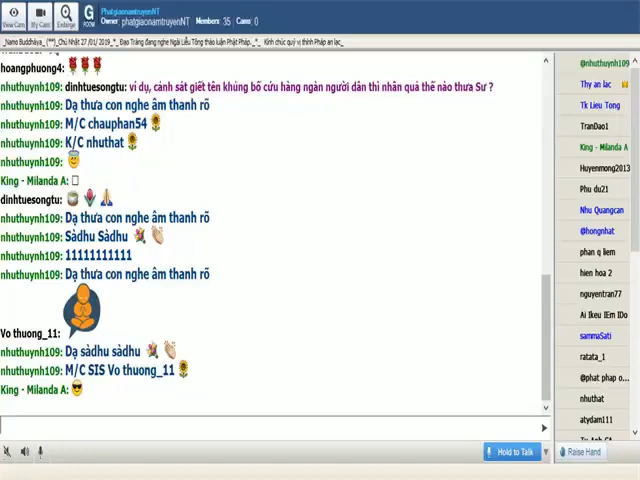 View Cam
My Cam
Enlarge
G
ROOM
PhatgiaonamtruyenNT
Owner: phatgiaonamtruyenNT Members: 35 Cams: 0
_Namo Buddhàya_ (**)_Chủ Nhật 27 /01/ 2019_*_ Đạo Tràng đang nghe Ngài Liễu Tông thảo luận Phật Pháp._*_ Kính chúc quý vị thính Pháp an lạc_
hoangphuong4:
dinhtuesongtu: ví dụ, cảnh sát giết tên khủng bố cứu hàng ngàn người dân thì nhân quả thế nào thưa Sư ?
nhuthuynh109:
nhuthuynh109: Dạ thưa con nghe âm thanh rõ
nhuthuynh109: M/C chauphan54
nhuthuynh109: K/C nhuthat
nhuthuynh109:
King - Milanda A:
dinhtuesongtu:
nhuthuynh109: Dạ thưa con nghe âm thanh rõ
nhuthuynh109: Sàdhu Sàdhu
nhuthuynh109: 11111111111
nhuthuynh109: Dạ thưa con nghe âm thanh rõ
Vo thuong_11:
nhuthuynh109: Dạ sàdhu sàdhu
nhuthuynh109: M/C SIS Vo thuong_11
King - Milanda A:
@nhuthuynh109
Thy an lac
Tk Lieu Tong
TranDao1
King - Milanda A
Huyenmong2013
Phu du21
Nhu Quangcan
@hongnhat
phan q liem
hien hoa 2
nguyentran77
Ai Ikeu IEm IDo
sammaSati
ratata_1
@phat phap o...
nhuthat
atydam111
Hold to Talk
Raise Hand